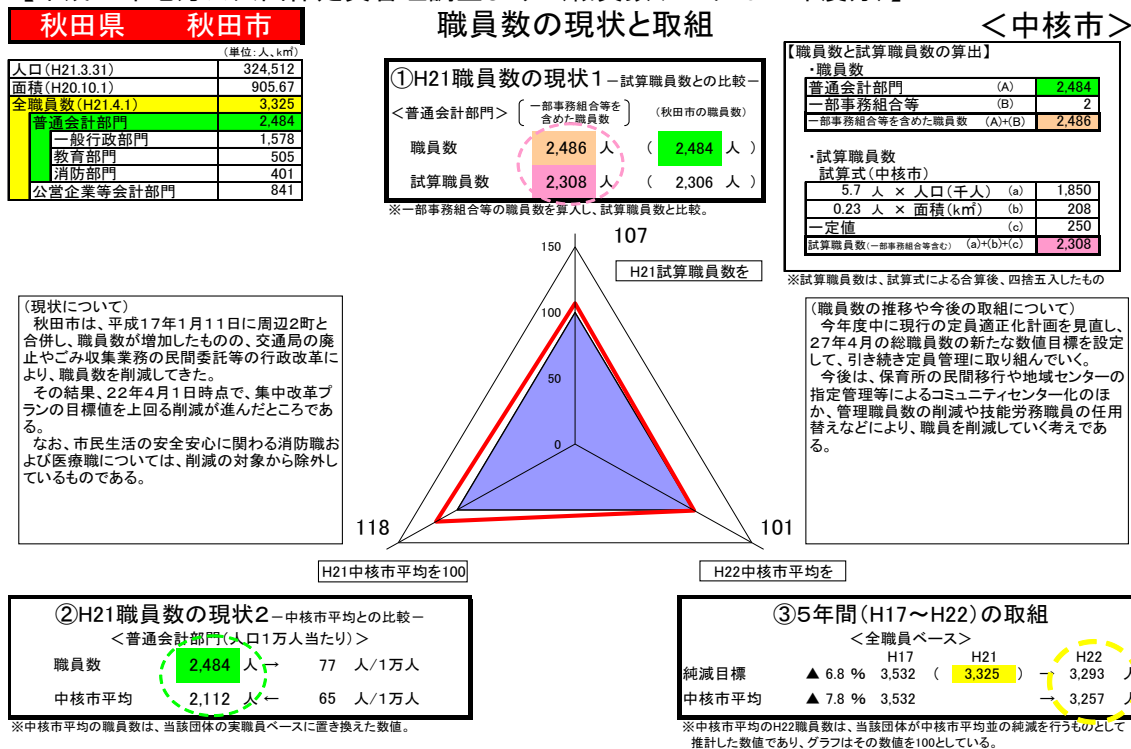 秋田県　　秋田市
職員数の現状と取組
＜中核市＞
(単位:人、k㎡)
人口(H21.3.31) 324,512
面積(H20.10.1) 905.67
全職員数(H21.4.1) 3,325
普通会計部門 2,484
一般行政部門 1,578
教育部門 505
消防部門 401
公営企業等会計部門 841
①H21職員数の現状1－試算職員数との比較－
＜普通会計部門＞ 〔一部事務組合等を含めた職員数〕 (秋田市の職員数)
職員数 2,486 人 ( 2,484 人 )
試算職員数 2,308 人 ( 2,306 人 )
※一部事務組合等の職員数を算入し、試算職員数と比較。
【職員数と試算職員数の算出】
・職員数
普通会計部門 (A) 2,484
一部事務組合等 (B) 2
一部事務組合等を含めた職員数 (A)+(B) 2,486
・試算職員数
試算式(中核市)
5.7 人 × 人口(千人) (a) 1,850
0.23 人 × 面積(k㎡) (b) 208
一定値 (c) 250
試算職員数(一部事務組合等含む) (a)+(b)+(c) 2,308
※試算職員数は、試算式による合算後、四捨五入したもの
107
150
100
50
0
H21試算職員数を
118
101
H21中核市平均を100
H22中核市平均を
(現状について)
秋田市は、平成17年1月11日に周辺2町と
合併し、職員数が増加したものの、交通局の廃
止やごみ収集業務の民間委託等の行政改革に
より、職員数を削減してきた。
その結果、22年4月1日時点で、集中改革プ
ランの目標値を上回る削減が進んだところであ
る。
なお、市民生活の安全安心に関わる消防職お
よび医療職については、削減の対象から除外し
ているものである。
(職員数の推移や今後の取組について)
今年度中に現行の定員適正化計画を見直し、
27年4月の総職員数の新たな数値目標を設定
して、引き続き定員管理に取り組んでいく。
今後は、保育所の民間移行や地域センターの
指定管理等によるコミュニティセンター化のほ
か、管理職員数の削減や技能労務職員の任用
替えなどにより、職員を削減していく考えであ
る。
②H21職員数の現状2－中核市平均との比較－
＜普通会計部門(人口1万人当たり)＞
職員数 2,484 人 → 77 人/1万人
中核市平均 2,112 人 ← 65 人/1万人
※中核市平均の職員数は、当該団体の実職員ベースに置き換えた数値。
③5年間(H17～H22)の取組
＜全職員ベース＞
H17 H21 H22
純減目標 ▲ 6.8 % 3,532 ( 3,325 ) → 3,293 人
中核市平均 ▲ 7.8 % 3,532 → 3,257 人
※中核市平均のH22職員数は、当該団体が中核市平均並の純減を行うものとして
推計した数値であり、グラフはその数値を100としている。